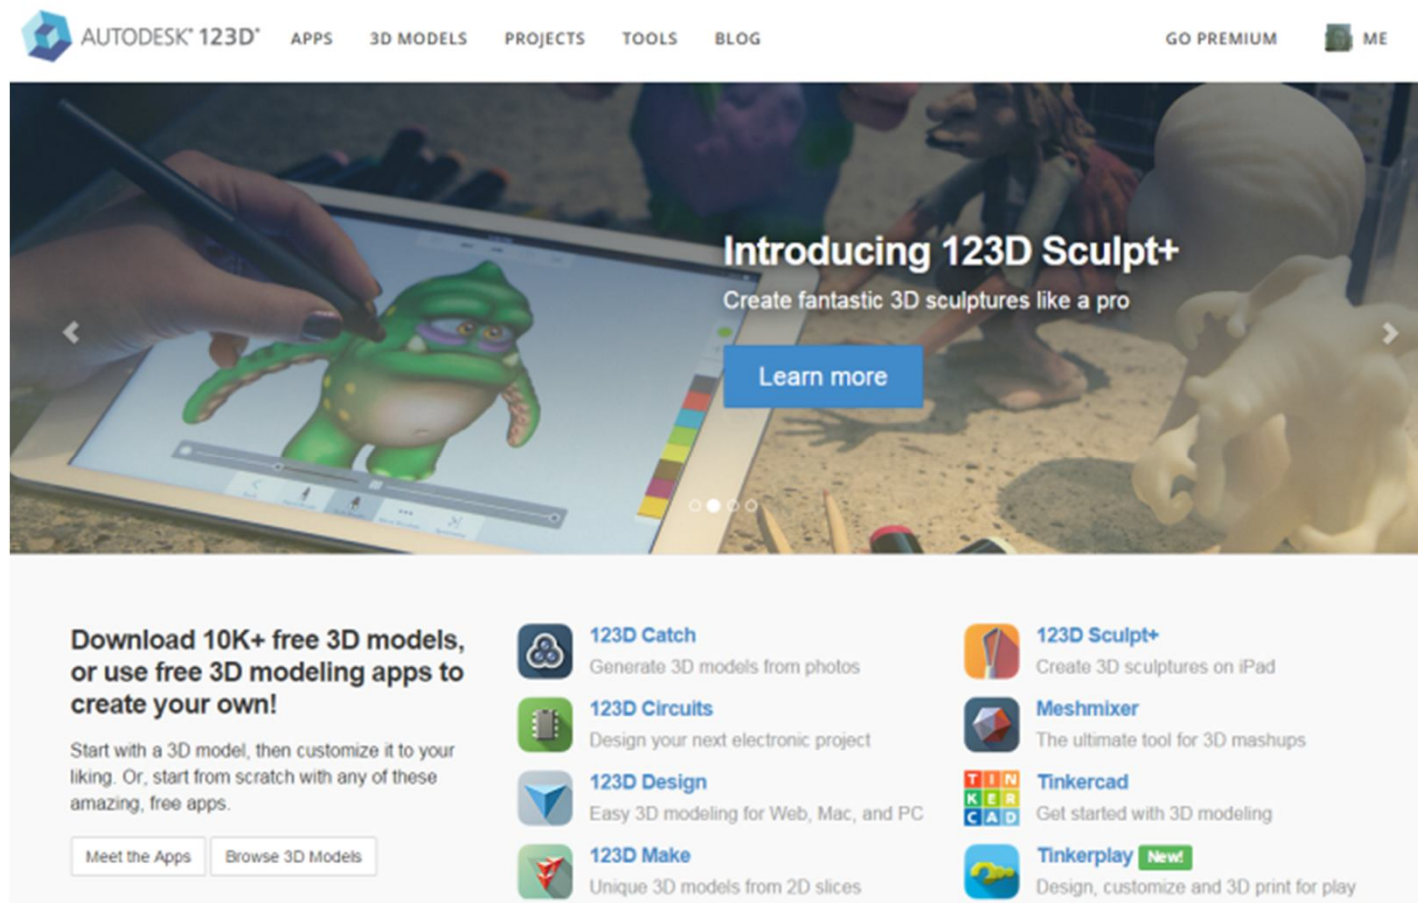 AUTODESK® 123D®
APPS
3D MODELS
PROJECTS
TOOLS
BLOG
GO PREMIUM
ME
Introducing 123D Sculpt+
Create fantastic 3D sculptures like a pro
Learn more
Download 10K+ free 3D models,
or use free 3D modeling apps to
create your own!
Start with a 3D model, then customize it to your
liking. Or, start from scratch with any of these
amazing, free apps.
Meet the Apps
Browse 3D Models
123D Catch
Generate 3D models from photos
123D Circuits
Design your next electronic project
123D Design
Easy 3D modeling for Web, Mac, and PC
123D Make
Unique 3D models from 2D slices
123D Sculpt+
Create 3D sculptures on iPad
Meshmixer
The ultimate tool for 3D mashups
TIN
KER
CAD
Tinkercad
Get started with 3D modeling
Tinkerplay New!
Design, customize and 3D print for play